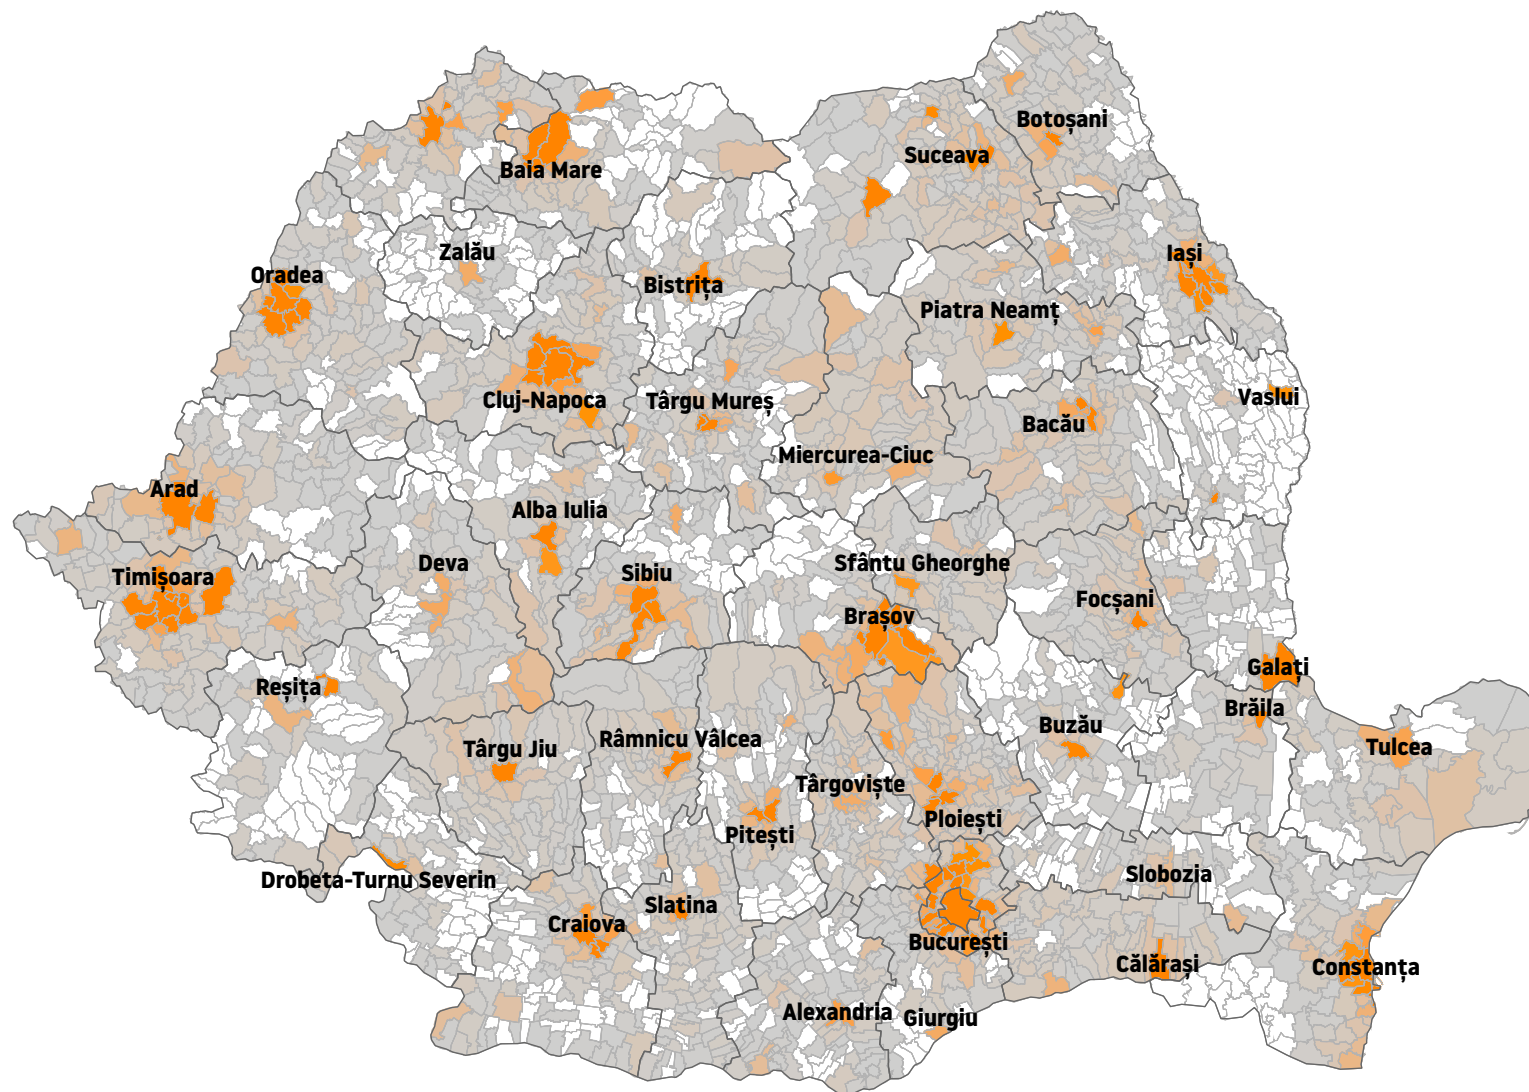 Botoșani
Suceava
Baia Mare
Zalău
Iași
Oradea
Bistrița
Piatra Neamț
Vaslui
Cluj-Napoca
Târgu Mureș
Bacău
Miercurea-Ciuc
Arad
Alba Iulia
Deva
Sfântu Gheorghe
Sibiu
Timișoara
Focșani
Brașov
Galați
Reșița
Brăila
Buzău
Râmnicu Vâlcea
Târgu Jiu
Tulcea
Târgoviște
Ploiești
Pitești
Slobozia
Drobeta-Turnu Severin
Slatina
Craiova
București
Călărași
Constanța
Alexandria
Giurgiu